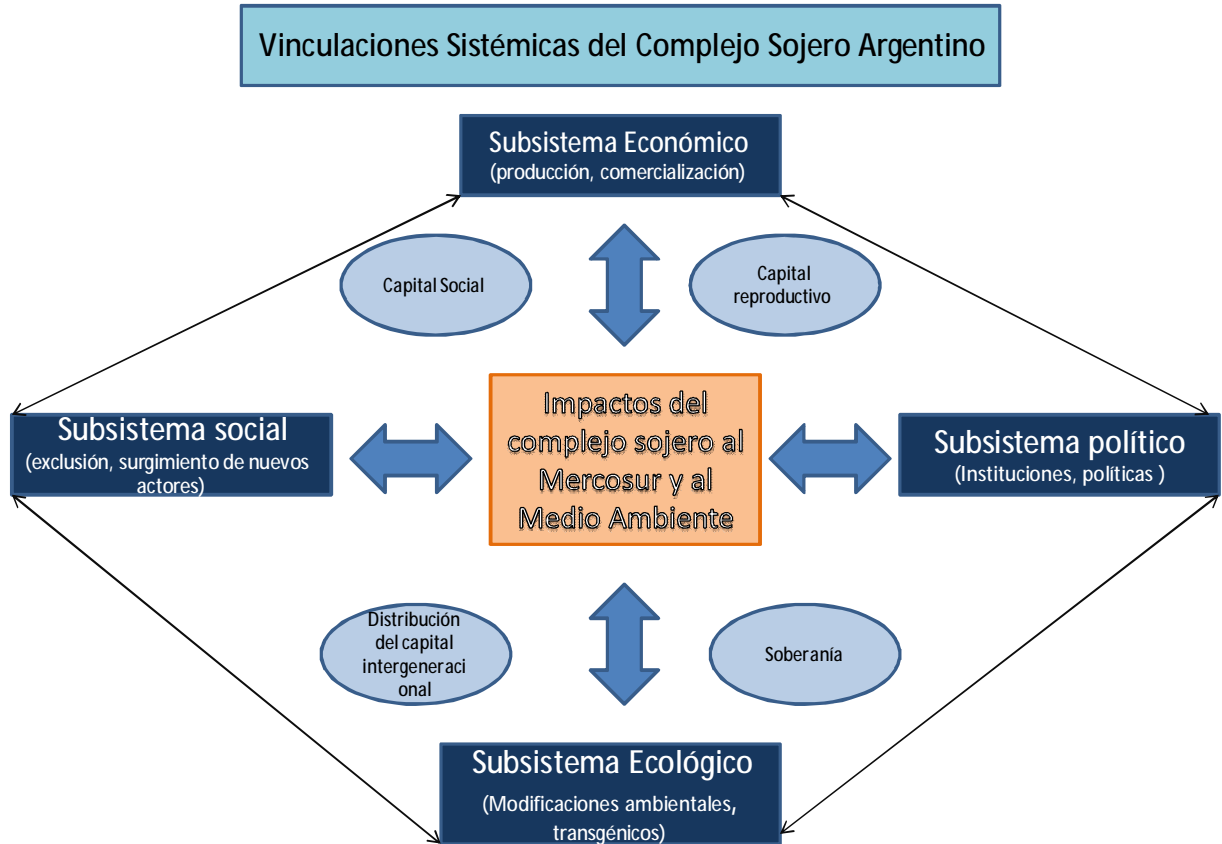 Vinculaciones Sistémicas del Complejo Sojero Argentino
Subsistema Económico
(producción, comercialización)
Capital Social
Capital
reproductivo
Subsistema social
(exclusión, surgimiento de nuevos
actores)
Impactos del
complejo sojero al
Mercosur y al
Medio Ambiente
Subsistema político
(Instituciones, políticas )
Distribución
del capital
intergeneraci
onal
Soberanía
Subsistema Ecológico
(Modificaciones ambientales,
transgénicos)